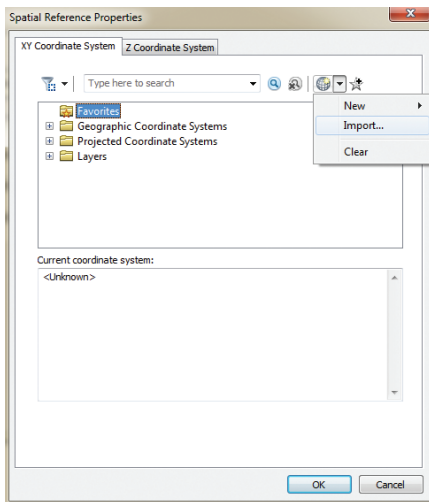 Spatial Reference Properties
XY Coordinate System Z Coordinate System
Type here to search
Favorites
Geographic Coordinate Systems
Projected Coordinate Systems
Layers
New
Import...
Clear
Current coordinate system:
<Unknown>
OK Cancel